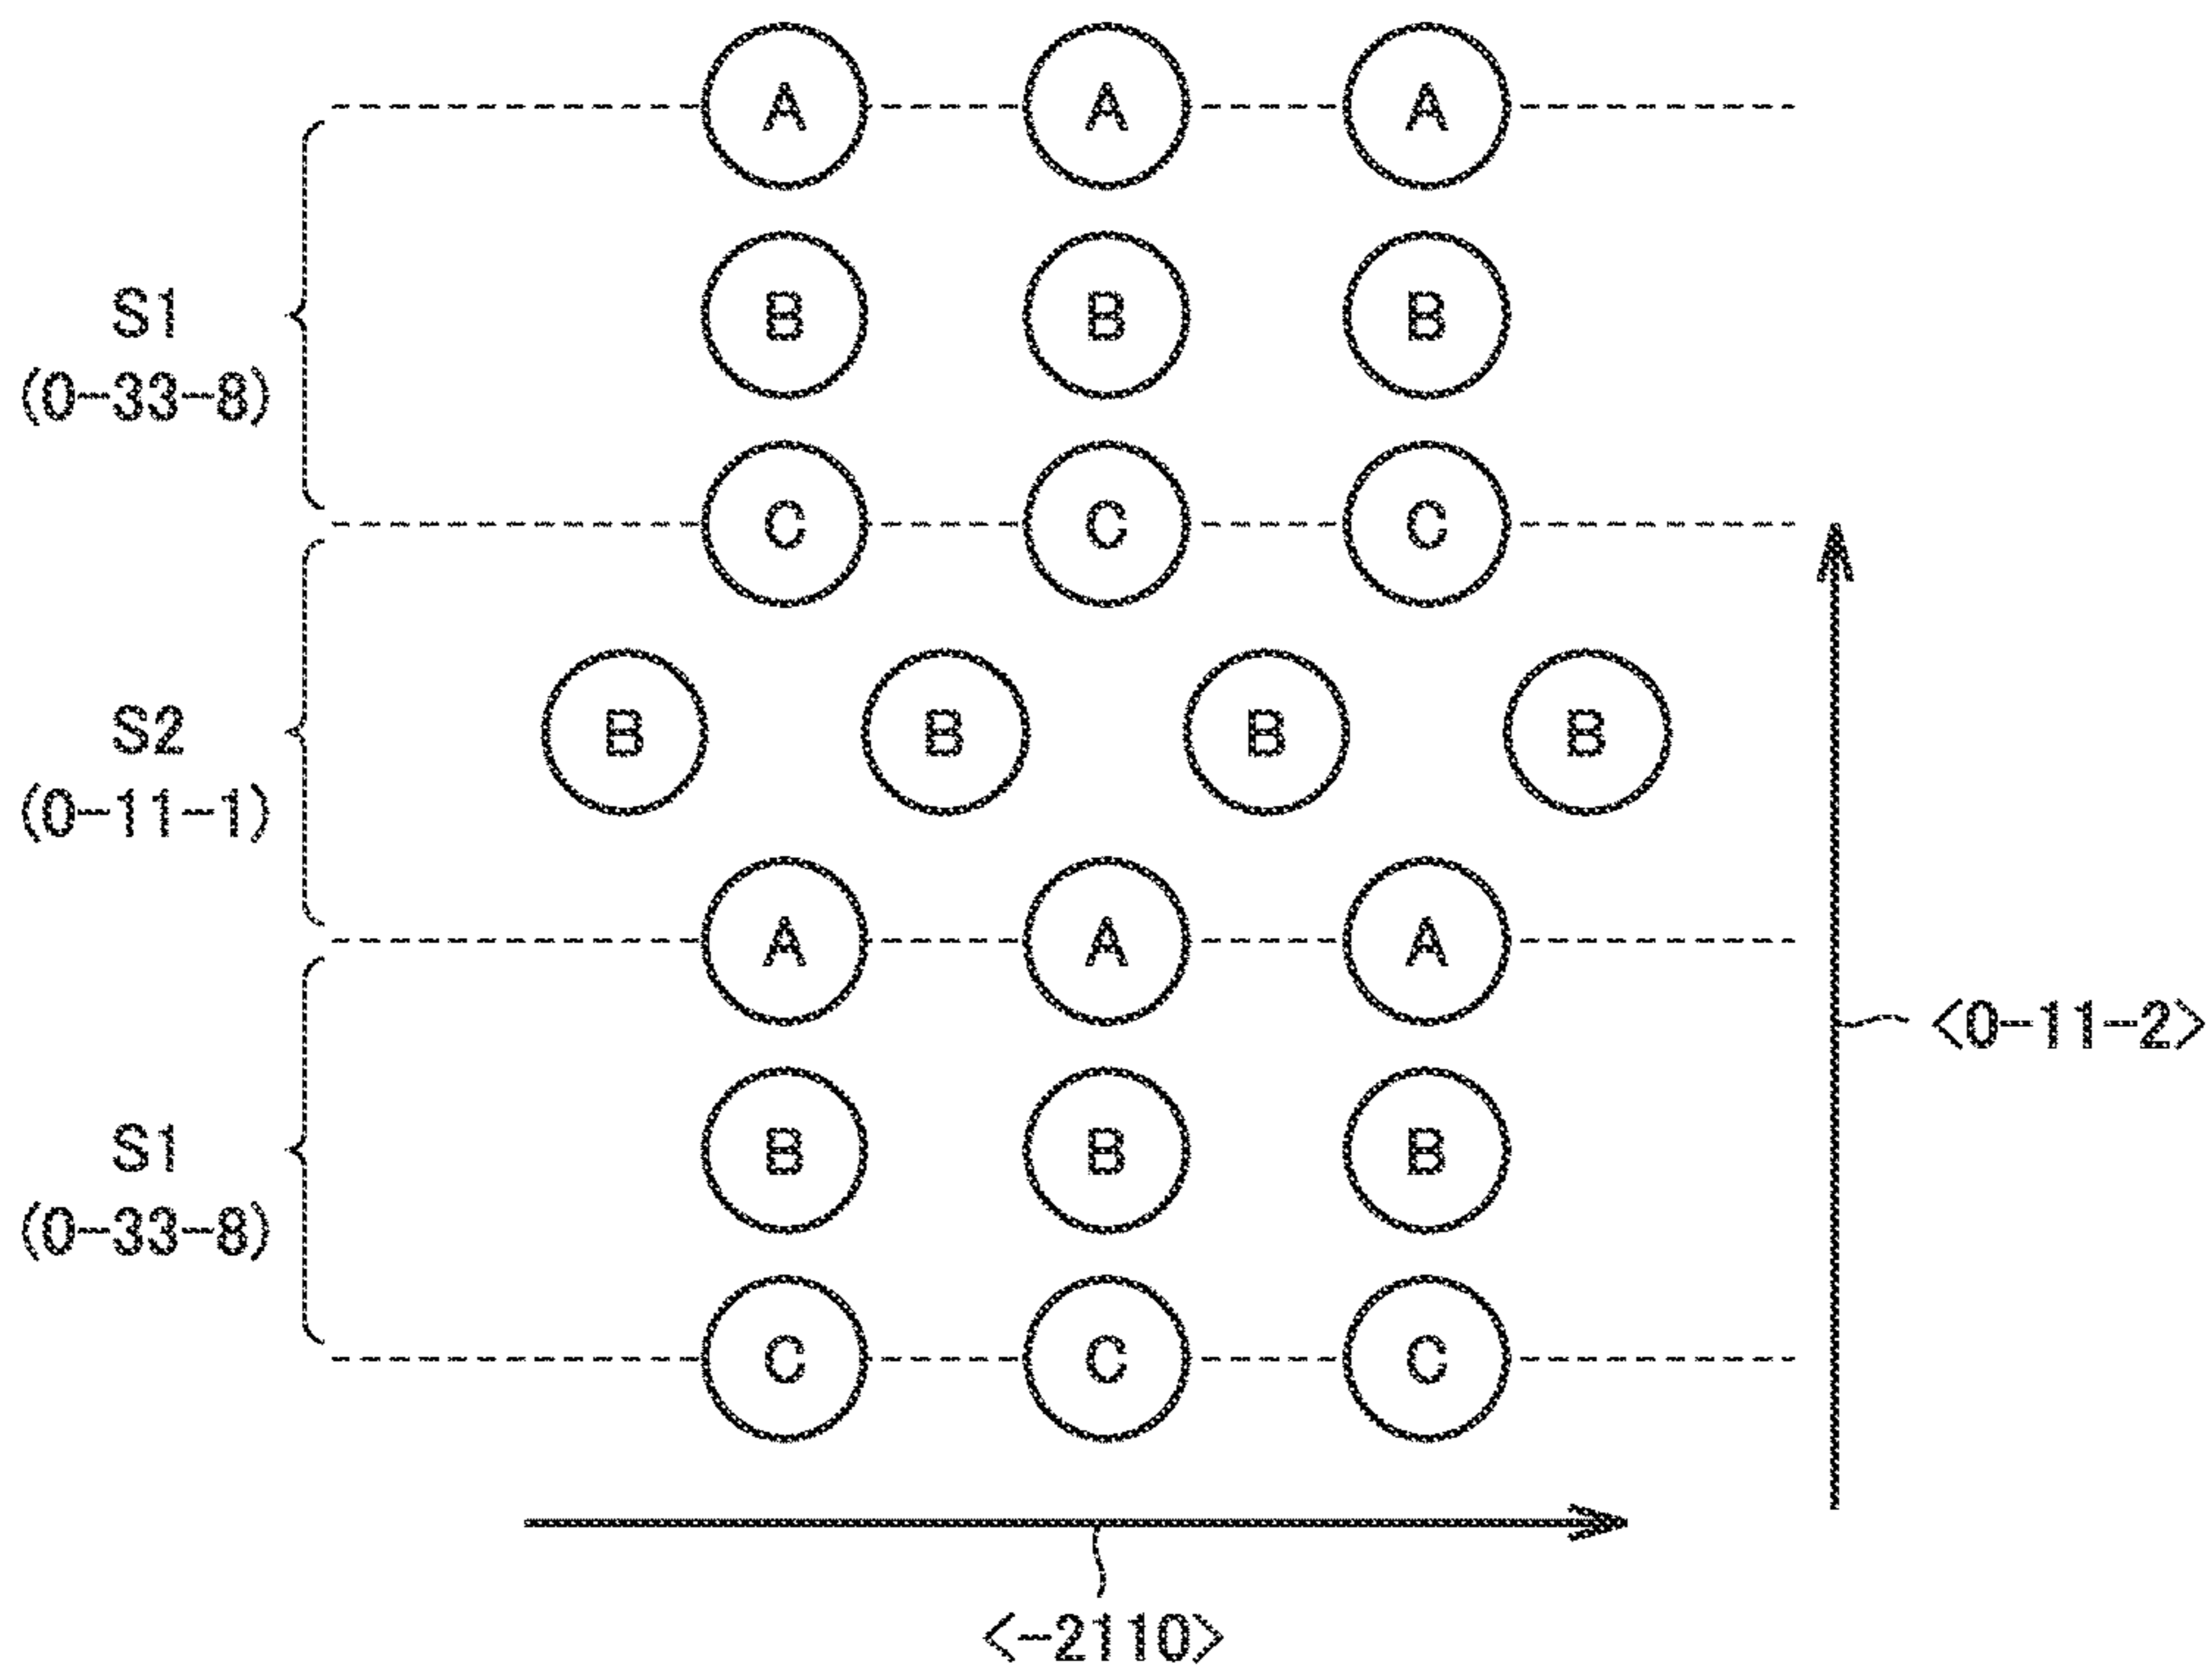 A A A
B B B
S1
(0-33-8)
C C C
B B B B
S2
(0-11-1)
A A A
<0-11-2>
B B B
S1
(0-33-8)
C C C
<-2110>